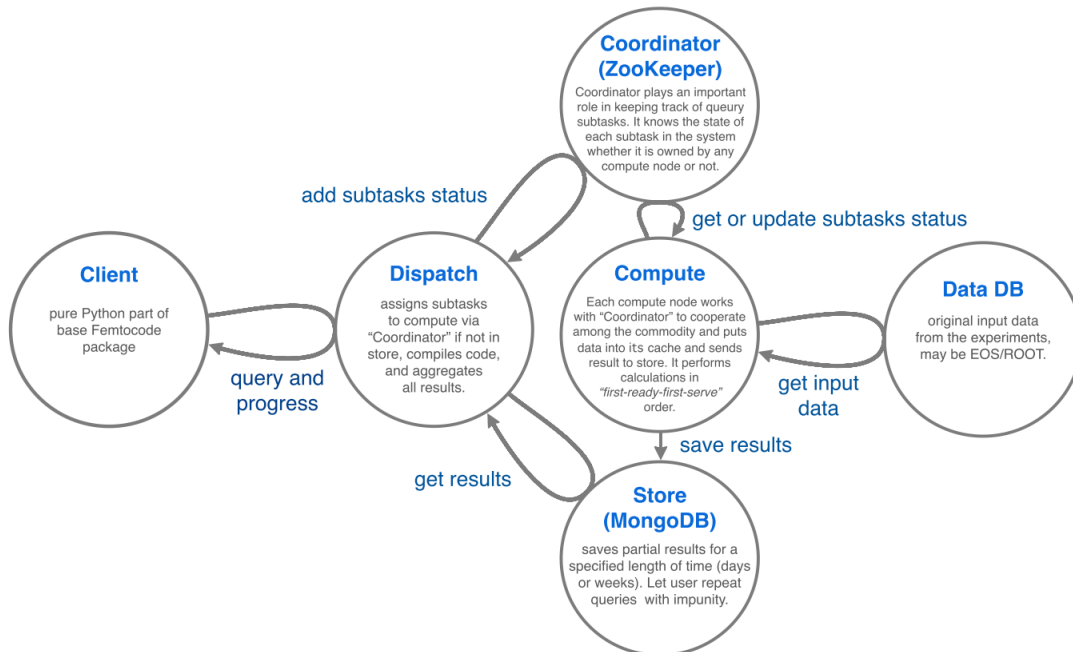 Coordinator
(ZooKeeper)
Coordinator plays an important
role in keeping track of queury
subtasks. It knows the state of
each subtask in the system
whether it is owned by any
compute node or not.
add subtasks status
get or update subtasks status
Client
pure Python part of
base Femtocode
package
query and
progress
Dispatch
assigns subtasks
to compute via
“Coordinator” if not in
store, compiles code,
and aggregates
all results.
Compute
Each compute node works
with “Coordinator” to cooperate
among the commodity and puts
data into its cache and sends
result to store. It performs
calculations in
“first-ready-first-serve”
order.
Data DB
original input data
from the experiments,
may be EOS/ROOT.
get input
data
save results
get results
Store
(MongoDB)
saves partial results for a
specified length of time (days
or weeks). Let user repeat
queries with impunity.